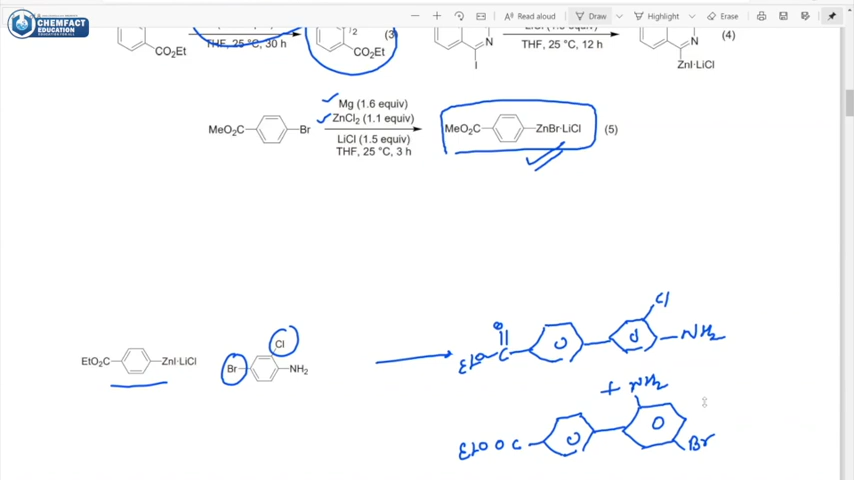 CHEMFACT
EDUCATION
Read aloud
Draw
Highlight
Erase
Share
CO2Et
THF, 25 °C, 30 h
/2
CO2Et
(3)
N
I
THF, 25 °C, 12 h
N
ZnI·LiCl
(4)
MeO2C
Br
Mg (1.6 equiv)
ZnCl2 (1.1 equiv)
LiCl (1.5 equiv)
THF, 25 °C, 3 h
MeO2C
ZnBr·LiCl
(5)
EtO2C
ZnI·LiCl
Br
Cl
NH2
O
EtO-C
Cl
NH2
+
NH2
EtOOC
Br